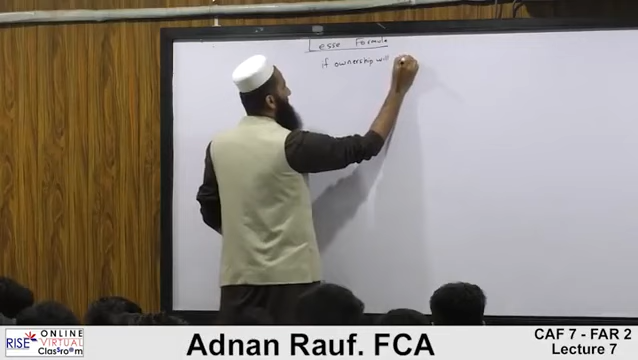 Lesse Formula
if ownership will
RISE
ONLINE
VIRTUAL
Classroom
Adnan Rauf. FCA
CAF 7 - FAR 2
Lecture 7